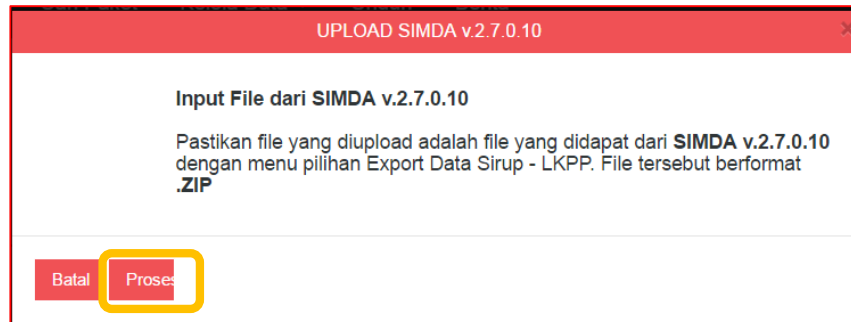 UPLOAD SIMDA v.2.7.0.10
Input File dari SIMDA v.2.7.0.10
Pastikan file yang diupload adalah file yang didapat dari SIMDA v.2.7.0.10
dengan menu pilihan Export Data Sirup - LKPP. File tersebut berformat
.ZIP
Batal Proses